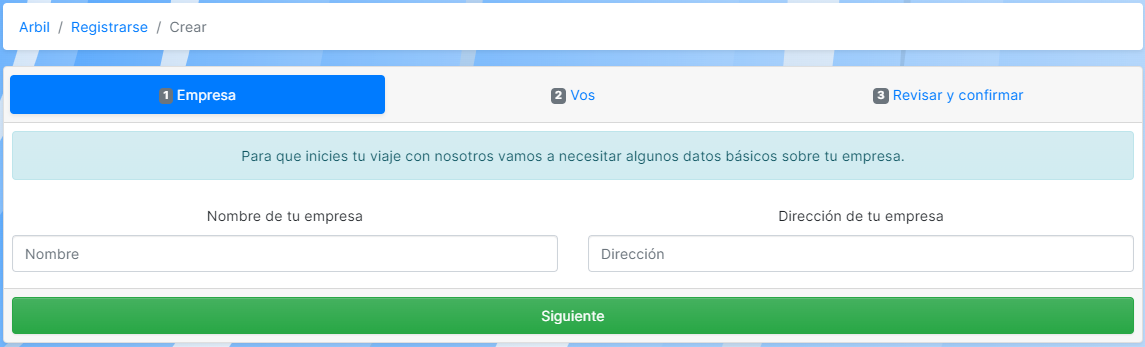 Arbil / Registrarse / Crear
1 Empresa 2 Vos 3 Revisar y confirmar
Para que inicies tu viaje con nosotros vamos a necesitar algunos datos básicos sobre tu empresa.
Nombre de tu empresa Dirección de tu empresa
Nombre Dirección
Siguiente